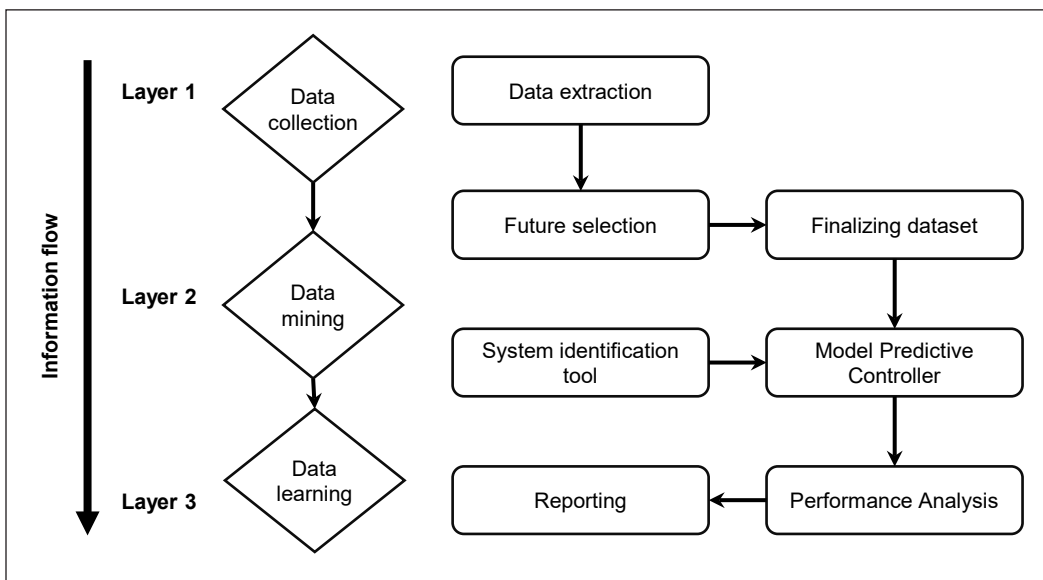 Information flow
Layer 1
Data
collection
Data extraction
Future selection
Finalizing dataset
Layer 2
Data
mining
System identification
tool
Model Predictive
Controller
Layer 3
Data
learning
Reporting
Performance Analysis